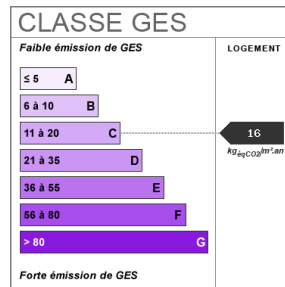 CLASSE GES
Faible émission de GES
LOGEMENT
≤ 5 A
6 à 10 B
11 à 20 C
16
kgéqCO2/m².an
21 à 35 D
36 à 55 E
56 à 80 F
> 80 G
Forte émission de GES